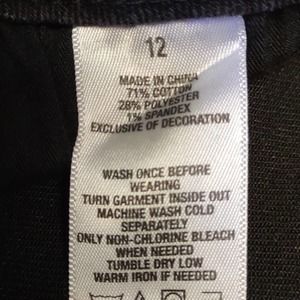 12
MADE IN CHINA
71% COTTON
28% POLYESTER
1% SPANDEX
EXCLUSIVE OF DECORATION
WASH ONCE BEFORE
WEARING
TURN GARMENT INSIDE OUT
MACHINE WASH COLD
SEPARATELY
ONLY NON-CHLORINE BLEACH
WHEN NEEDED
TUMBLE DRY LOW
WARM IRON IF NEEDED